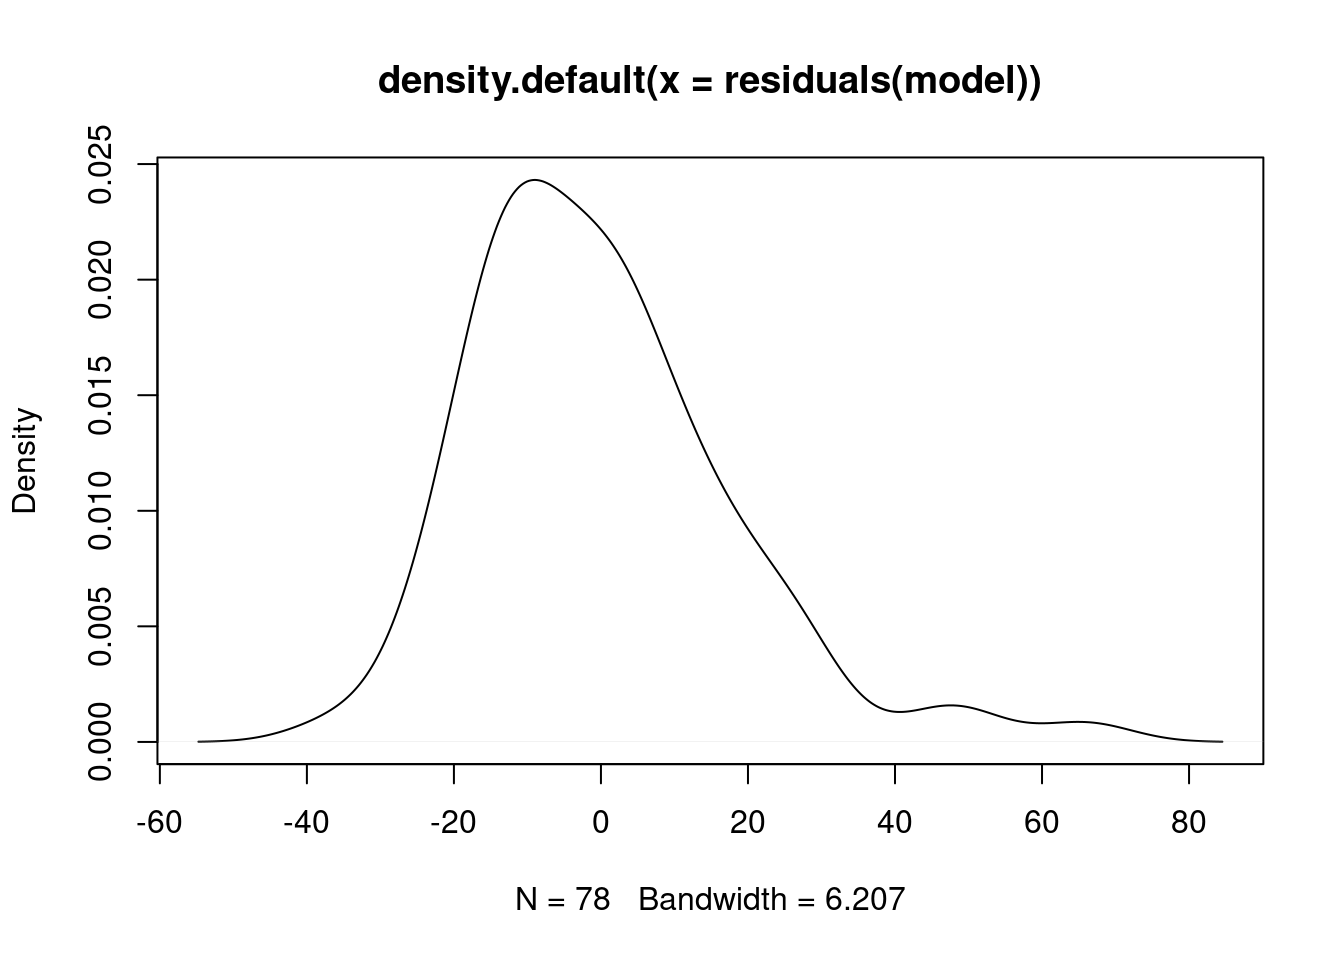 density.default(x = residuals(model))
Density
0.025
0.020
0.015
0.010
0.005
0.000
-60 -40 -20 0 20 40 60 80
N = 78 Bandwidth = 6.207